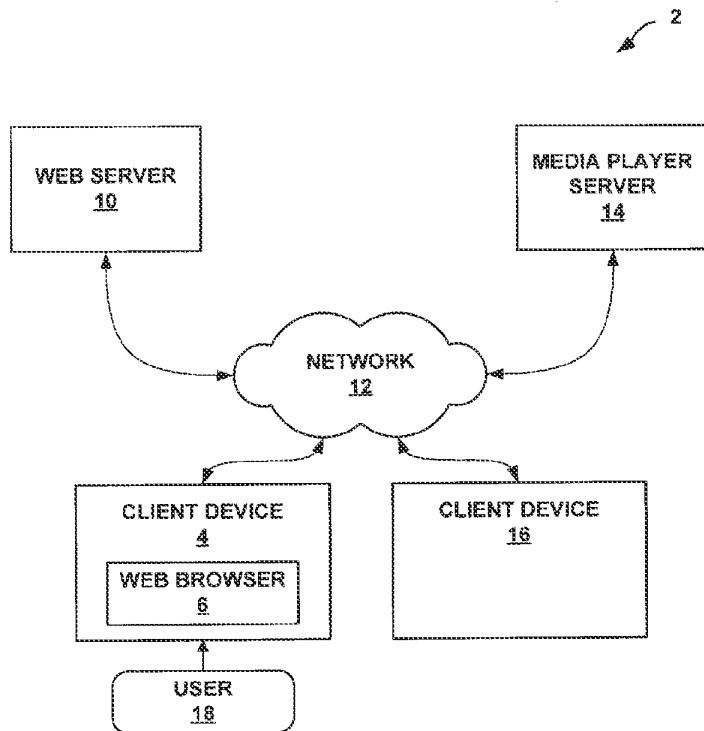 2
WEB SERVER
10
MEDIA PLAYER
SERVER
14
NETWORK
12
CLIENT DEVICE
4
WEB BROWSER
6
CLIENT DEVICE
16
USER
18